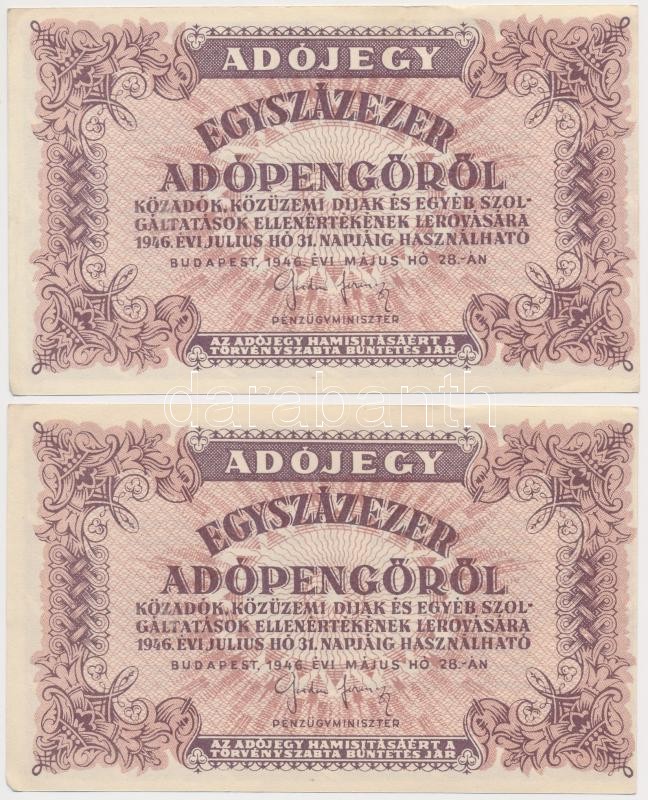 ADÓJEGY
EGYSZÁZEZER
ADÓPENGŐRŐL
KÖZADÓK, KÖZÜZEMI DIJAK ÉS EGYÉB SZOL-
GÁLTATÁSOK ELLENÉRTÉKÉNEK LEROVÁSÁRA
1946. ÉVI JULIUS HÓ 31. NAPJÁIG HASZNÁLHATÓ
BUDAPEST, 1946. ÉVI MÁJUS HÓ 28.-ÁN
PÉNZÜGYMINISZTER
AZ ADÓJEGY HAMISITÁSÁÉRT A
TÖRVÉNYSZABTA BÜNTETÉS JÁR
darabanth
ADÓJEGY
EGYSZÁZEZER
ADÓPENGŐRŐL
KÖZADÓK, KÖZÜZEMI DIJAK ÉS EGYÉB SZOL-
GÁLTATÁSOK ELLENÉRTÉKÉNEK LEROVÁSÁRA
1946. ÉVI JULIUS HÓ 31. NAPJÁIG HASZNÁLHATÓ
BUDAPEST, 1946. ÉVI MÁJUS HÓ 28.-ÁN
PÉNZÜGYMINISZTER
AZ ADÓJEGY HAMISITÁSÁÉRT A
TÖRVÉNYSZABTA BÜNTETÉS JÁR